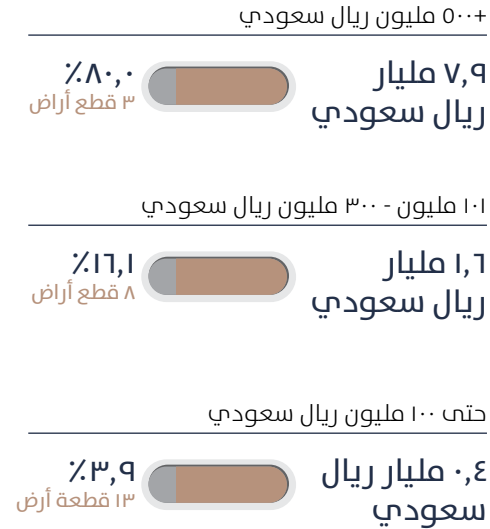 +٥٠٠ مليون ريال سعودي
٧,٩ مليار
ريال سعودي
٪٨٠,٠
٣ قطع أراض
١٠١ مليون - ٣٠٠ مليون ريال سعودي
١,٦ مليار
ريال سعودي
٪١٦,١
٨ قطع أراض
حتى ١٠٠ مليون ريال سعودي
٠,٤ مليار ريال
سعودي
٪٣,٩
١٣ قطعة أرض